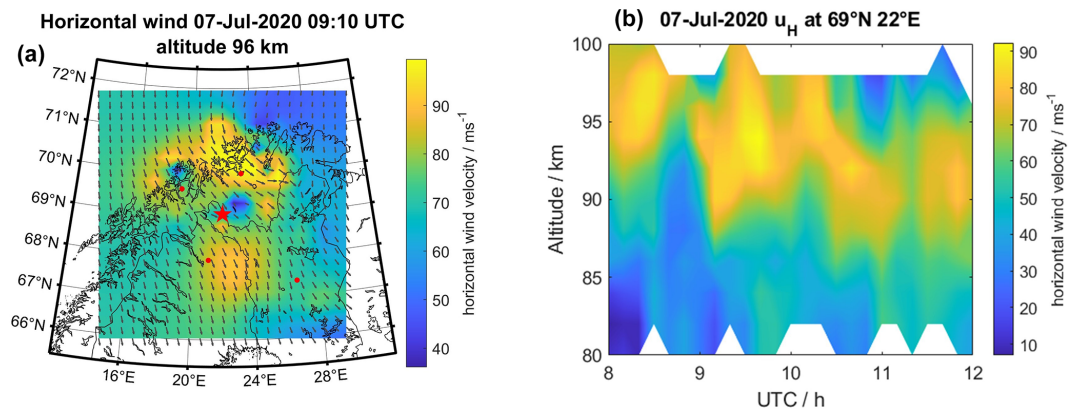 Horizontal wind 07-Jul-2020 09:10 UTC
altitude 96 km
(a)
72°N
71°N
70°N
69°N
68°N
67°N
66°N
16°E
20°E
24°E
28°E
90
80
70
60
50
40
horizontal wind velocity / ms⁻¹
(b)
07-Jul-2020 u_H at 69°N 22°E
100
95
90
85
80
Altitude / km
8
9
10
11
12
UTC / h
90
80
70
60
50
40
30
20
10
horizontal wind velocity / ms⁻¹